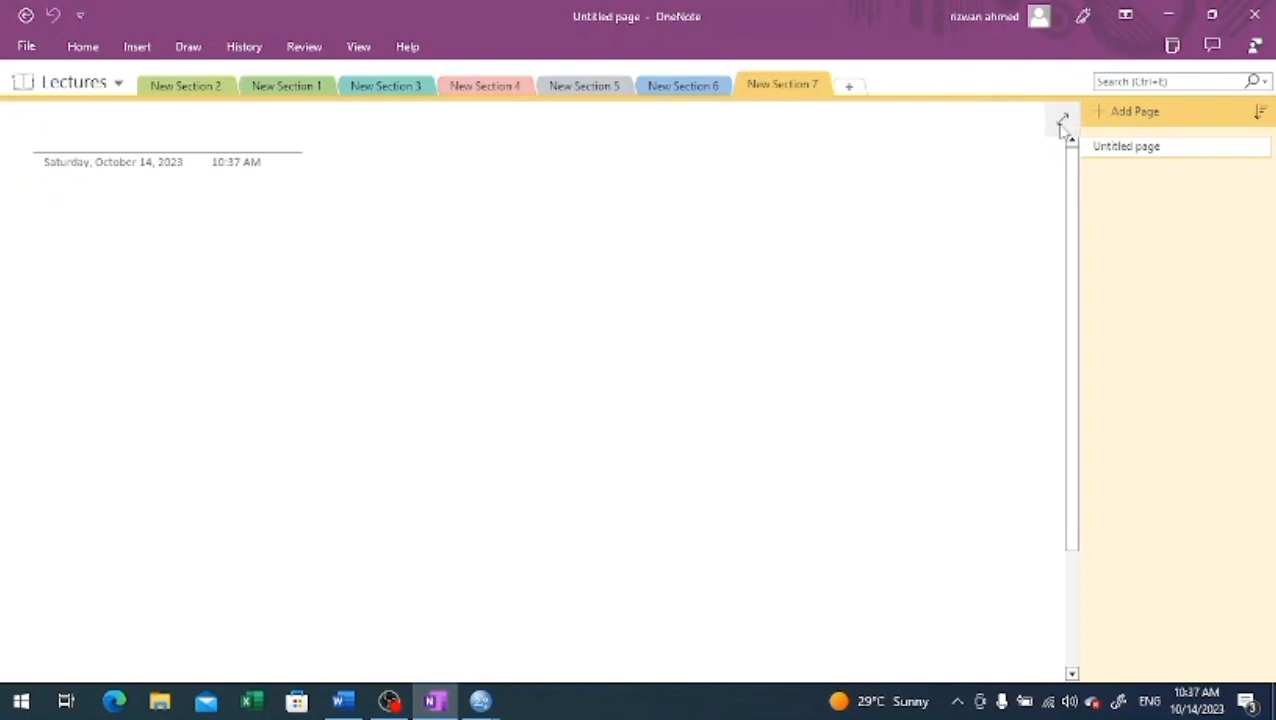 Untitled page - OneNote
rizwan ahmed
File Home Insert Draw History Review View Help
Lectures
New Section 2 New Section 1 New Section 3 New Section 4 New Section 5 New Section 6 New Section 7
Search (Ctrl+E)
Add Page
Untitled page
Saturday, October 14, 2023 10:37 AM
29°C Sunny
ENG
10:37 AM
10/14/2023
3